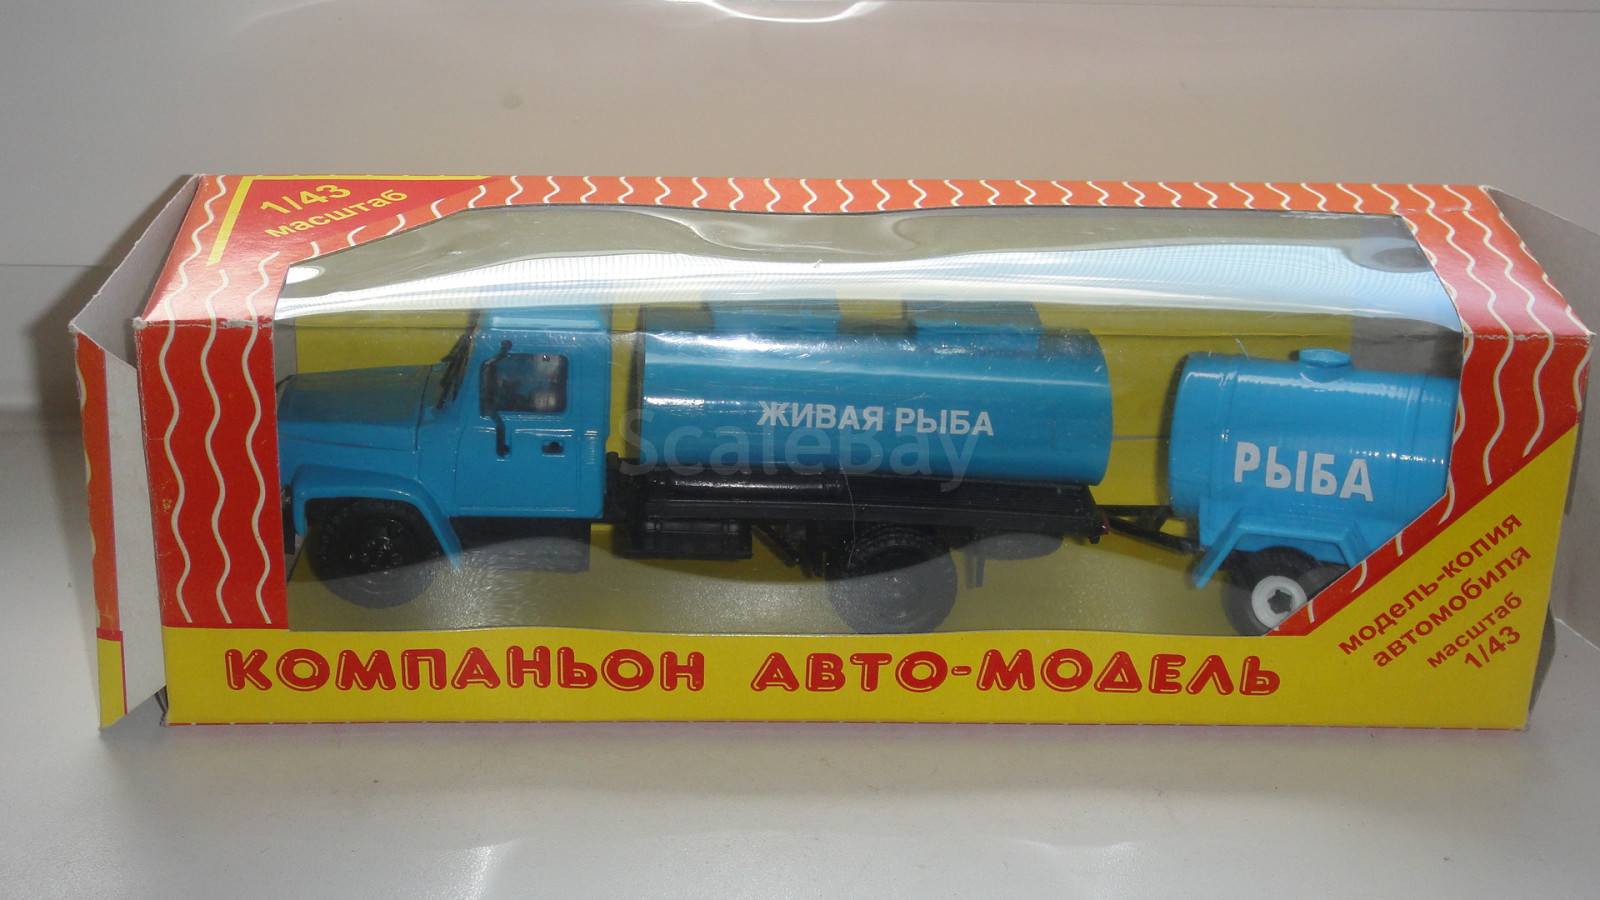 1/43
масштаб
ЖИВАЯ РЫБА
РЫБА
ScaleBay
модель-копия
автомобиля
масштаб
1/43
КОМПАНЬОН АВТО-МОДЕЛЬ